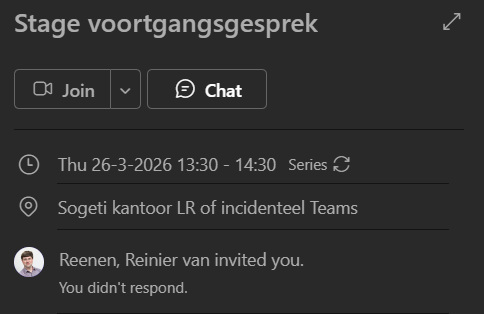 Stage voortgangsgesprek
Join
Chat
Thu 26-3-2026 13:30 - 14:30 Series
Sogeti kantoor LR of incidenteel Teams
Reenen, Reinier van invited you.
You didn't respond.